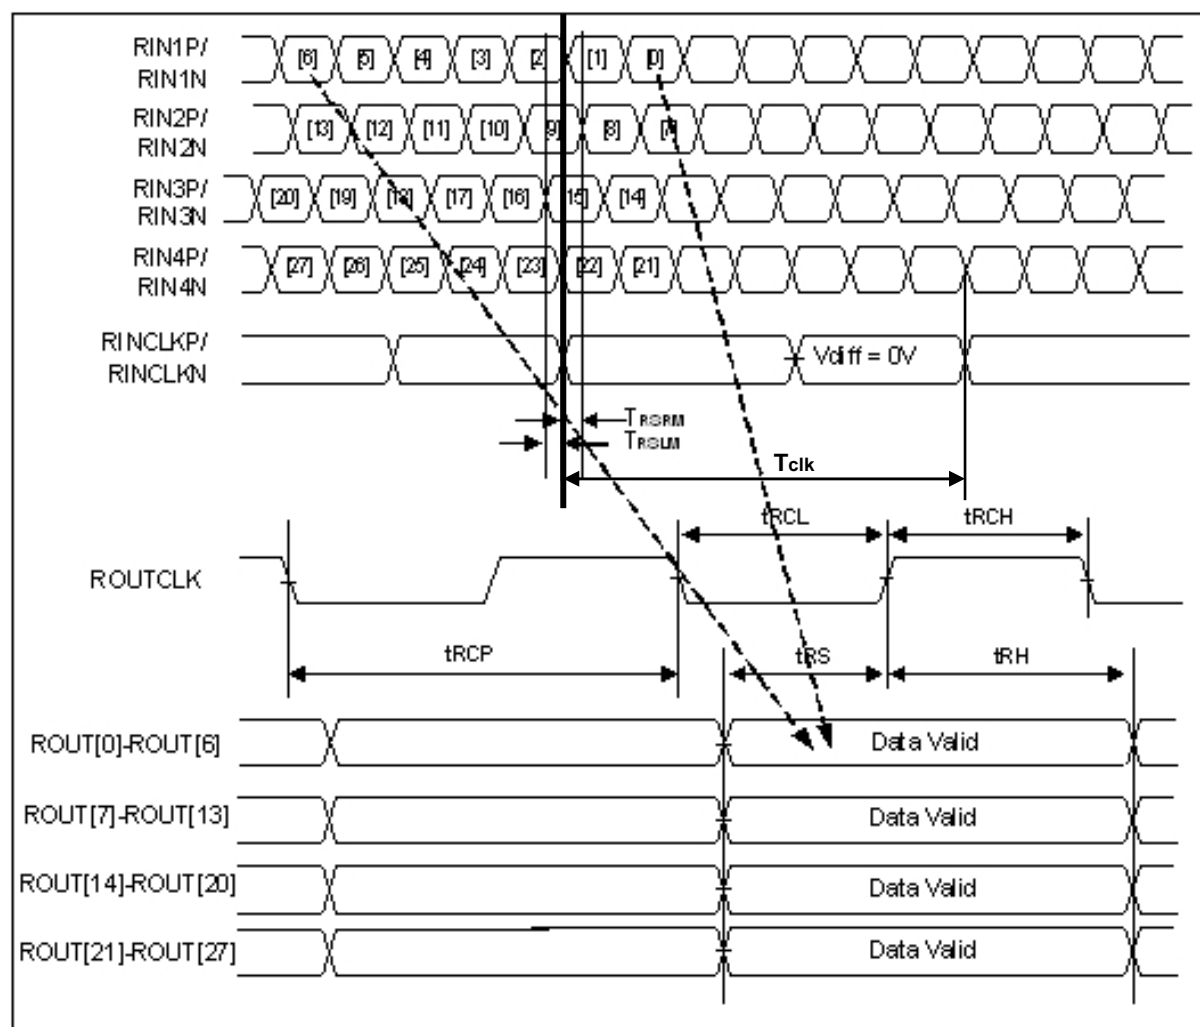 RIN1P/
RIN1N
[6] [5] [4] [3] [2] [1] [0]
RIN2P/
RIN2N
[13] [12] [11] [10] [9] [8] [7]
RIN3P/
RIN3N
[20] [19] [18] [17] [16] [15] [14]
RIN4P/
RIN4N
[27] [26] [25] [24] [23] [22] [21]
RINCLKP/
RINCLKN
Vdiff = 0V
TRSRM
TRSLM
Tclk
tRCL tRCH
ROUTCLK
tRCP tRS tRH
ROUT[0]-ROUT[6] Data Valid
ROUT[7]-ROUT[13] Data Valid
ROUT[14]-ROUT[20] Data Valid
ROUT[21]-ROUT[27] Data Valid